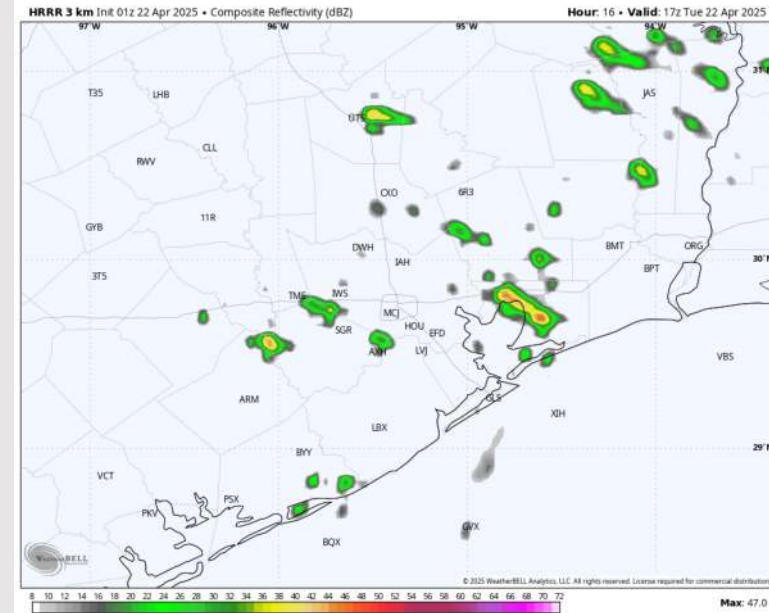 HRRR 3 km Init 01z 22 Apr 2025 • Composite Reflectivity (dBZ) Hour: 16 • Valid: 17z Tue 22 Apr 2025
97°W 96°W 95°W 94°W
31°
T35 LHB JAS
UTS
CLL
RWV
CXO 6R3
11R
GYB
DWH BMT ORG
IAH BPT 30°N
3T5
TME IWS
MCJ
SGR HOU EFD
AXH LVJ VBS
ARM GLS
XIH
LBX
BYY 29°N
VCT
PSX
PKV
GVX
BQX
WeatherBELL
© 2025 WeatherBELL Analytics, LLC. All rights reserved. License required for commercial distribution.
8 10 12 14 16 18 20 22 24 26 28 30 32 34 35 36 38 40 42 44 46 48 50 52 54 56 58 60 62 64 66 68 70 72
Max: 47.0